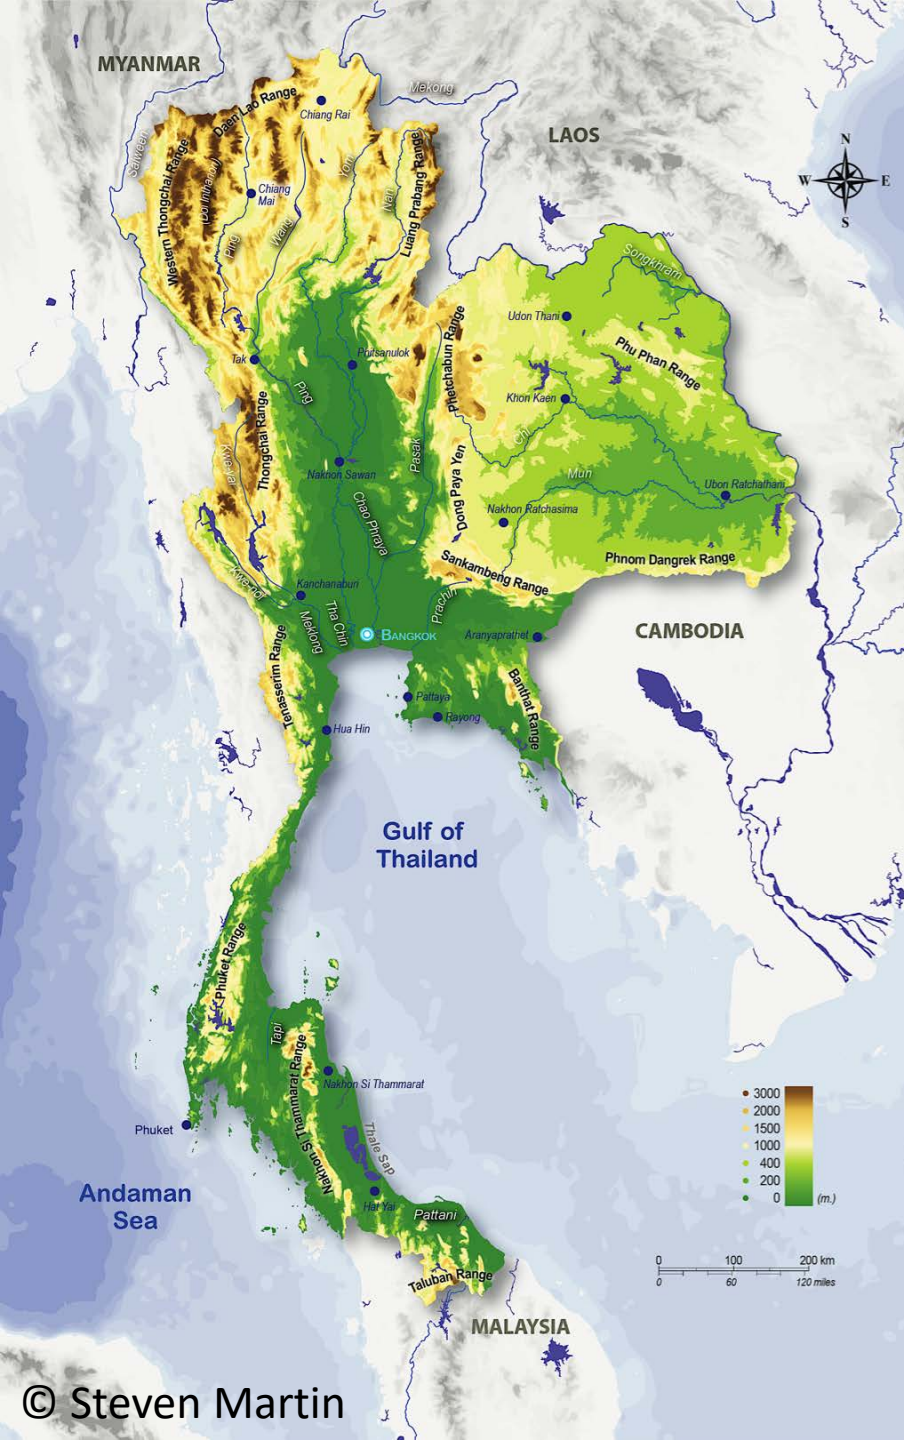 MYANMAR
Mekong
LAOS
Daen Lao Range
Chiang Rai
Salween
Western Thongchai Range
(Doi Inthanon)
Chiang
Mai
Ping
Wang
Yom
Nan
Luang Prabang Range
N
W
E
S
Songkhram
Udon Thani
Phu Phan Range
Tak
Phitsanulok
Phetchabun Range
Khon Kaen
Ping
Thongchai Range
Pasak
Chi
Nakhon Sawan
Dong Paya Yen
Mun
Ubon Ratchathani
Chao Phraya
Nakhon Ratchasima
Sankambeng Range
Phnom Dangrek Range
Kwe Noi
Kanchanaburi
Prachin
Tha Chin
Meklong
BANGKOK
Aranyaprathet
CAMBODIA
Tenasserim Range
Banthat Range
Pattaya
Rayong
Hua Hin
Gulf of
Thailand
Phuket Range
Tapi
Nakhon Si Thammarat Range
Nakhon Si Thammarat
Phuket
Thale Sap
Andaman
Sea
Hat Yai
Pattani
Taluban Range
MALAYSIA
3000
2000
1500
1000
400
200
0
(m.)
0 100 200 km
0 60 120 miles
© Steven Martin